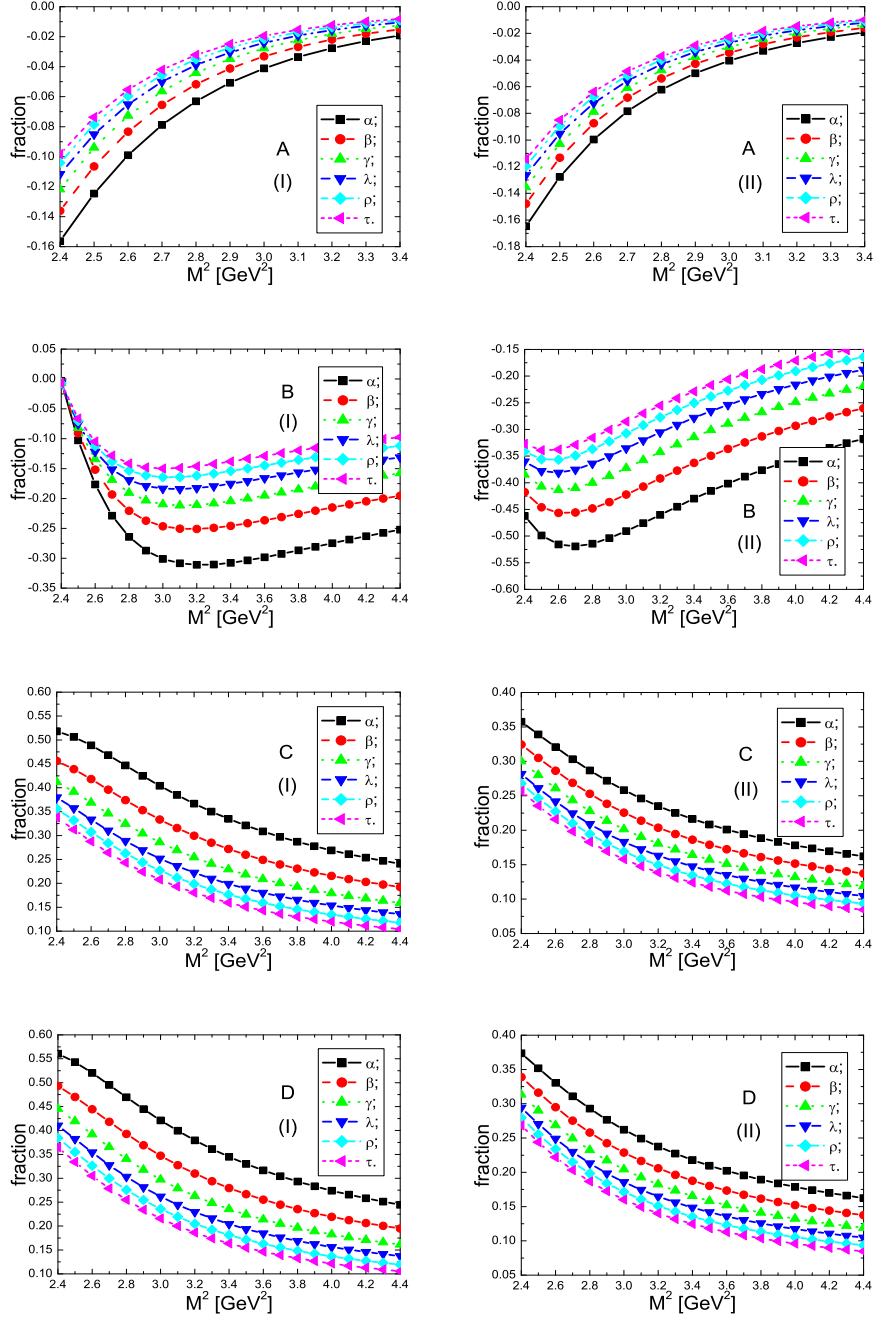 0.00
-0.02
-0.04
-0.06
-0.08
-0.10
-0.12
-0.14
-0.16
fraction
A
(I)
α;
β;
γ;
λ;
ρ;
τ.
2.4 2.5 2.6 2.7 2.8 2.9 3.0 3.1 3.2 3.3 3.4
M² [GeV²]
0.00
-0.02
-0.04
-0.06
-0.08
-0.10
-0.12
-0.14
-0.16
-0.18
fraction
A
(II)
α;
β;
γ;
λ;
ρ;
τ.
2.4 2.5 2.6 2.7 2.8 2.9 3.0 3.1 3.2 3.3 3.4
M² [GeV²]
0.05
0.00
-0.05
-0.10
-0.15
-0.20
-0.25
-0.30
-0.35
fraction
B
(I)
α;
β;
γ;
λ;
ρ;
τ.
2.4 2.6 2.8 3.0 3.2 3.4 3.6 3.8 4.0 4.2 4.4
M² [GeV²]
-0.15
-0.20
-0.25
-0.30
-0.35
-0.40
-0.45
-0.50
-0.55
-0.60
fraction
B
(II)
α;
β;
γ;
λ;
ρ;
τ.
2.4 2.6 2.8 3.0 3.2 3.4 3.6 3.8 4.0 4.2 4.4
M² [GeV²]
0.60
0.55
0.50
0.45
0.40
0.35
0.30
0.25
0.20
0.15
0.10
fraction
C
(I)
α;
β;
γ;
λ;
ρ;
τ.
2.4 2.6 2.8 3.0 3.2 3.4 3.6 3.8 4.0 4.2 4.4
M² [GeV²]
0.40
0.35
0.30
0.25
0.20
0.15
0.10
0.05
fraction
C
(II)
α;
β;
γ;
λ;
ρ;
τ.
2.4 2.6 2.8 3.0 3.2 3.4 3.6 3.8 4.0 4.2 4.4
M² [GeV²]
0.60
0.55
0.50
0.45
0.40
0.35
0.30
0.25
0.20
0.15
0.10
fraction
D
(I)
α;
β;
γ;
λ;
ρ;
τ.
2.4 2.6 2.8 3.0 3.2 3.4 3.6 3.8 4.0 4.2 4.4
M² [GeV²]
0.40
0.35
0.30
0.25
0.20
0.15
0.10
0.05
fraction
D
(II)
α;
β;
γ;
λ;
ρ;
τ.
2.4 2.6 2.8 3.0 3.2 3.4 3.6 3.8 4.0 4.2 4.4
M² [GeV²]